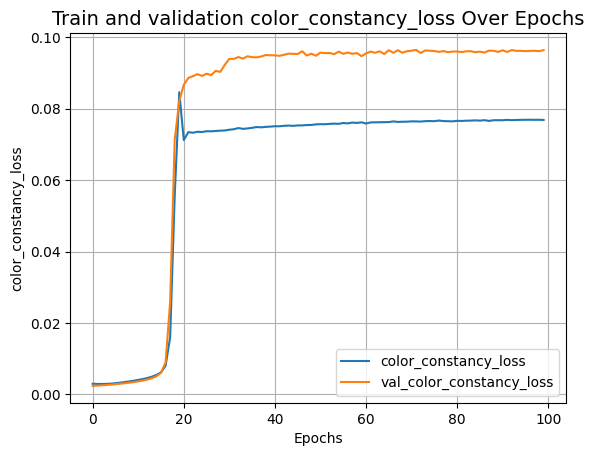 Train and validation color_constancy_loss Over Epochs
color_constancy_loss
0.10
0.08
0.06
0.04
0.02
0.00
0
20
40
60
80
100
Epochs
color_constancy_loss
val_color_constancy_loss